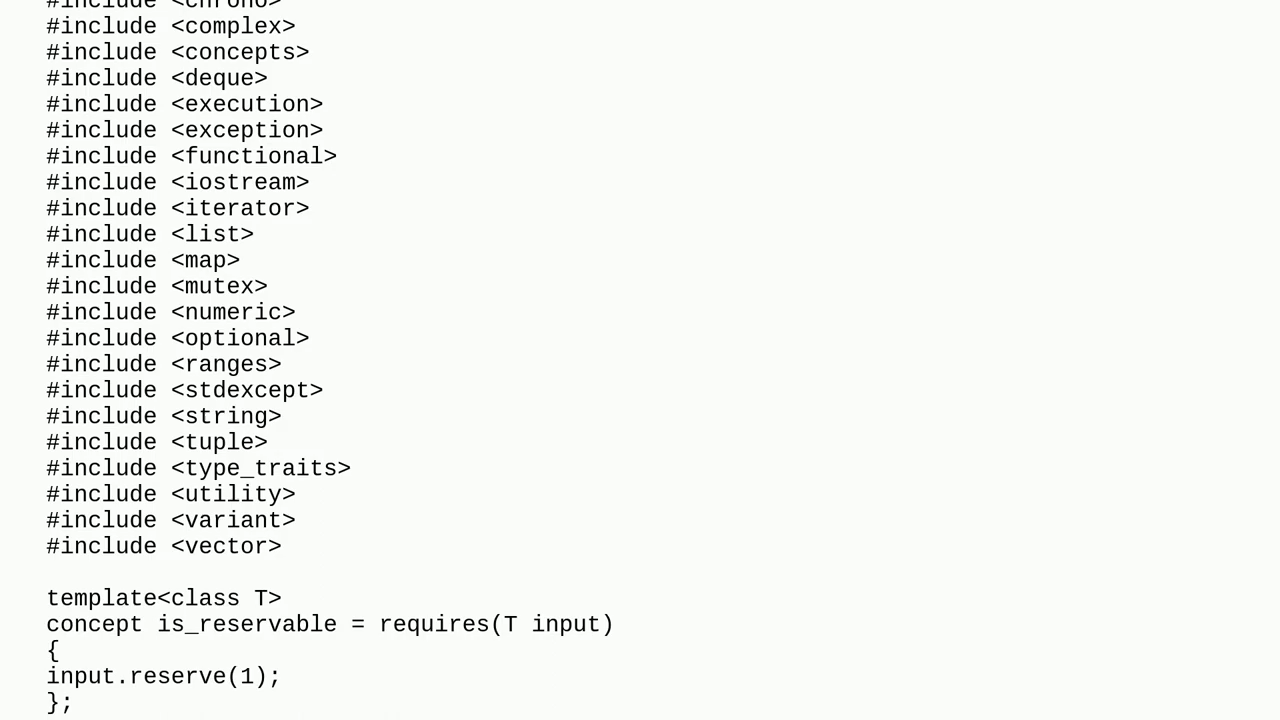 #include <chrono>
#include <complex>
#include <concepts>
#include <deque>
#include <execution>
#include <exception>
#include <functional>
#include <iostream>
#include <iterator>
#include <list>
#include <map>
#include <mutex>
#include <numeric>
#include <optional>
#include <ranges>
#include <stdexcept>
#include <string>
#include <tuple>
#include <type_traits>
#include <utility>
#include <variant>
#include <vector>

template<class T>
concept is_reservable = requires(T input)
{
input.reserve(1);
};